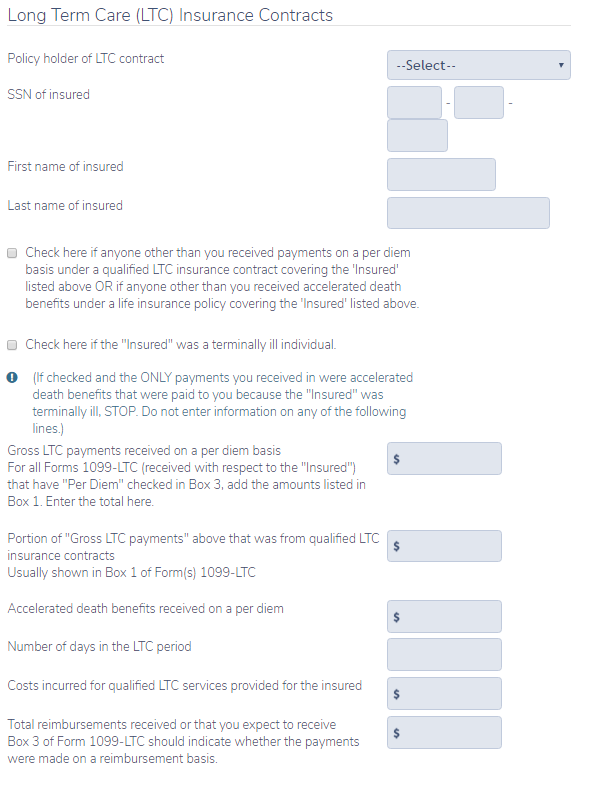 Long Term Care (LTC) Insurance Contracts
Policy holder of LTC contract
--Select--
SSN of insured
-
-
First name of insured
Last name of insured
Check here if anyone other than you received payments on a per diem
basis under a qualified LTC insurance contract covering the 'Insured'
listed above OR if anyone other than you received accelerated death
benefits under a life insurance policy covering the 'Insured' listed above.
Check here if the "Insured" was a terminally ill individual.
(If checked and the ONLY payments you received in were accelerated
death benefits that were paid to you because the "Insured" was
terminally ill, STOP. Do not enter information on any of the following
lines.)
Gross LTC payments received on a per diem basis
For all Forms 1099-LTC (received with respect to the "Insured")
that have "Per Diem" checked in Box 3, add the amounts listed in
Box 1. Enter the total here.
$
Portion of "Gross LTC payments" above that was from qualified LTC
insurance contracts
Usually shown in Box 1 of Form(s) 1099-LTC
$
Accelerated death benefits received on a per diem
$
Number of days in the LTC period
Costs incurred for qualified LTC services provided for the insured
$
Total reimbursements received or that you expect to receive
Box 3 of Form 1099-LTC should indicate whether the payments
were made on a reimbursement basis.
$